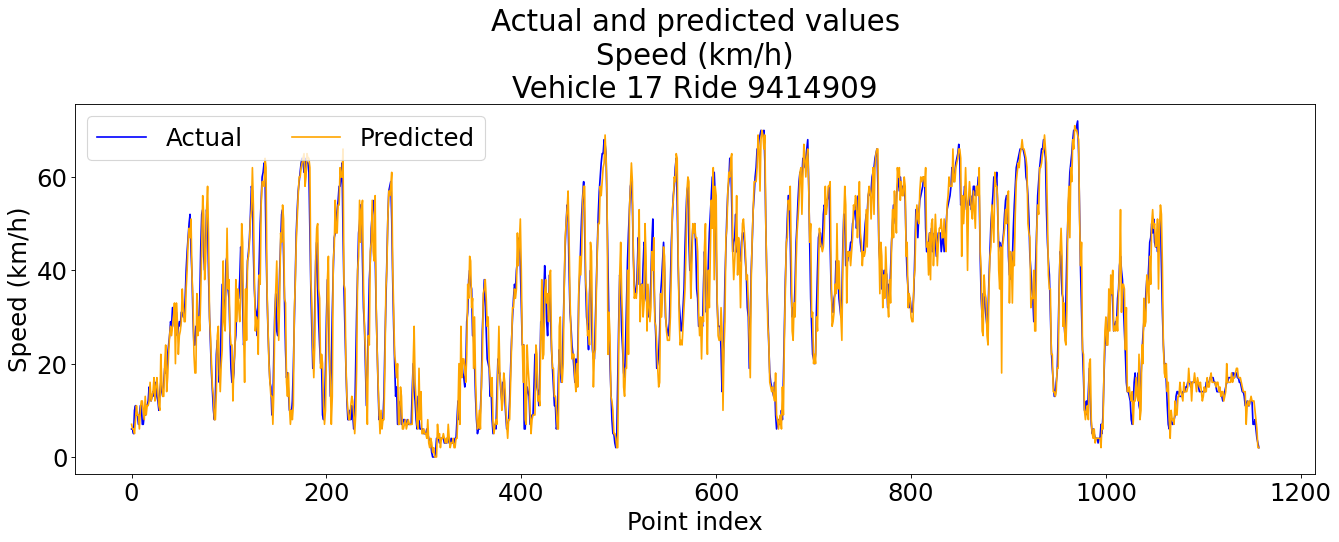 Actual and predicted values
Speed (km/h)
Vehicle 17 Ride 9414909
Actual Predicted
Speed (km/h)
60
40
20
0
0 200 400 600 800 1000 1200
Point index